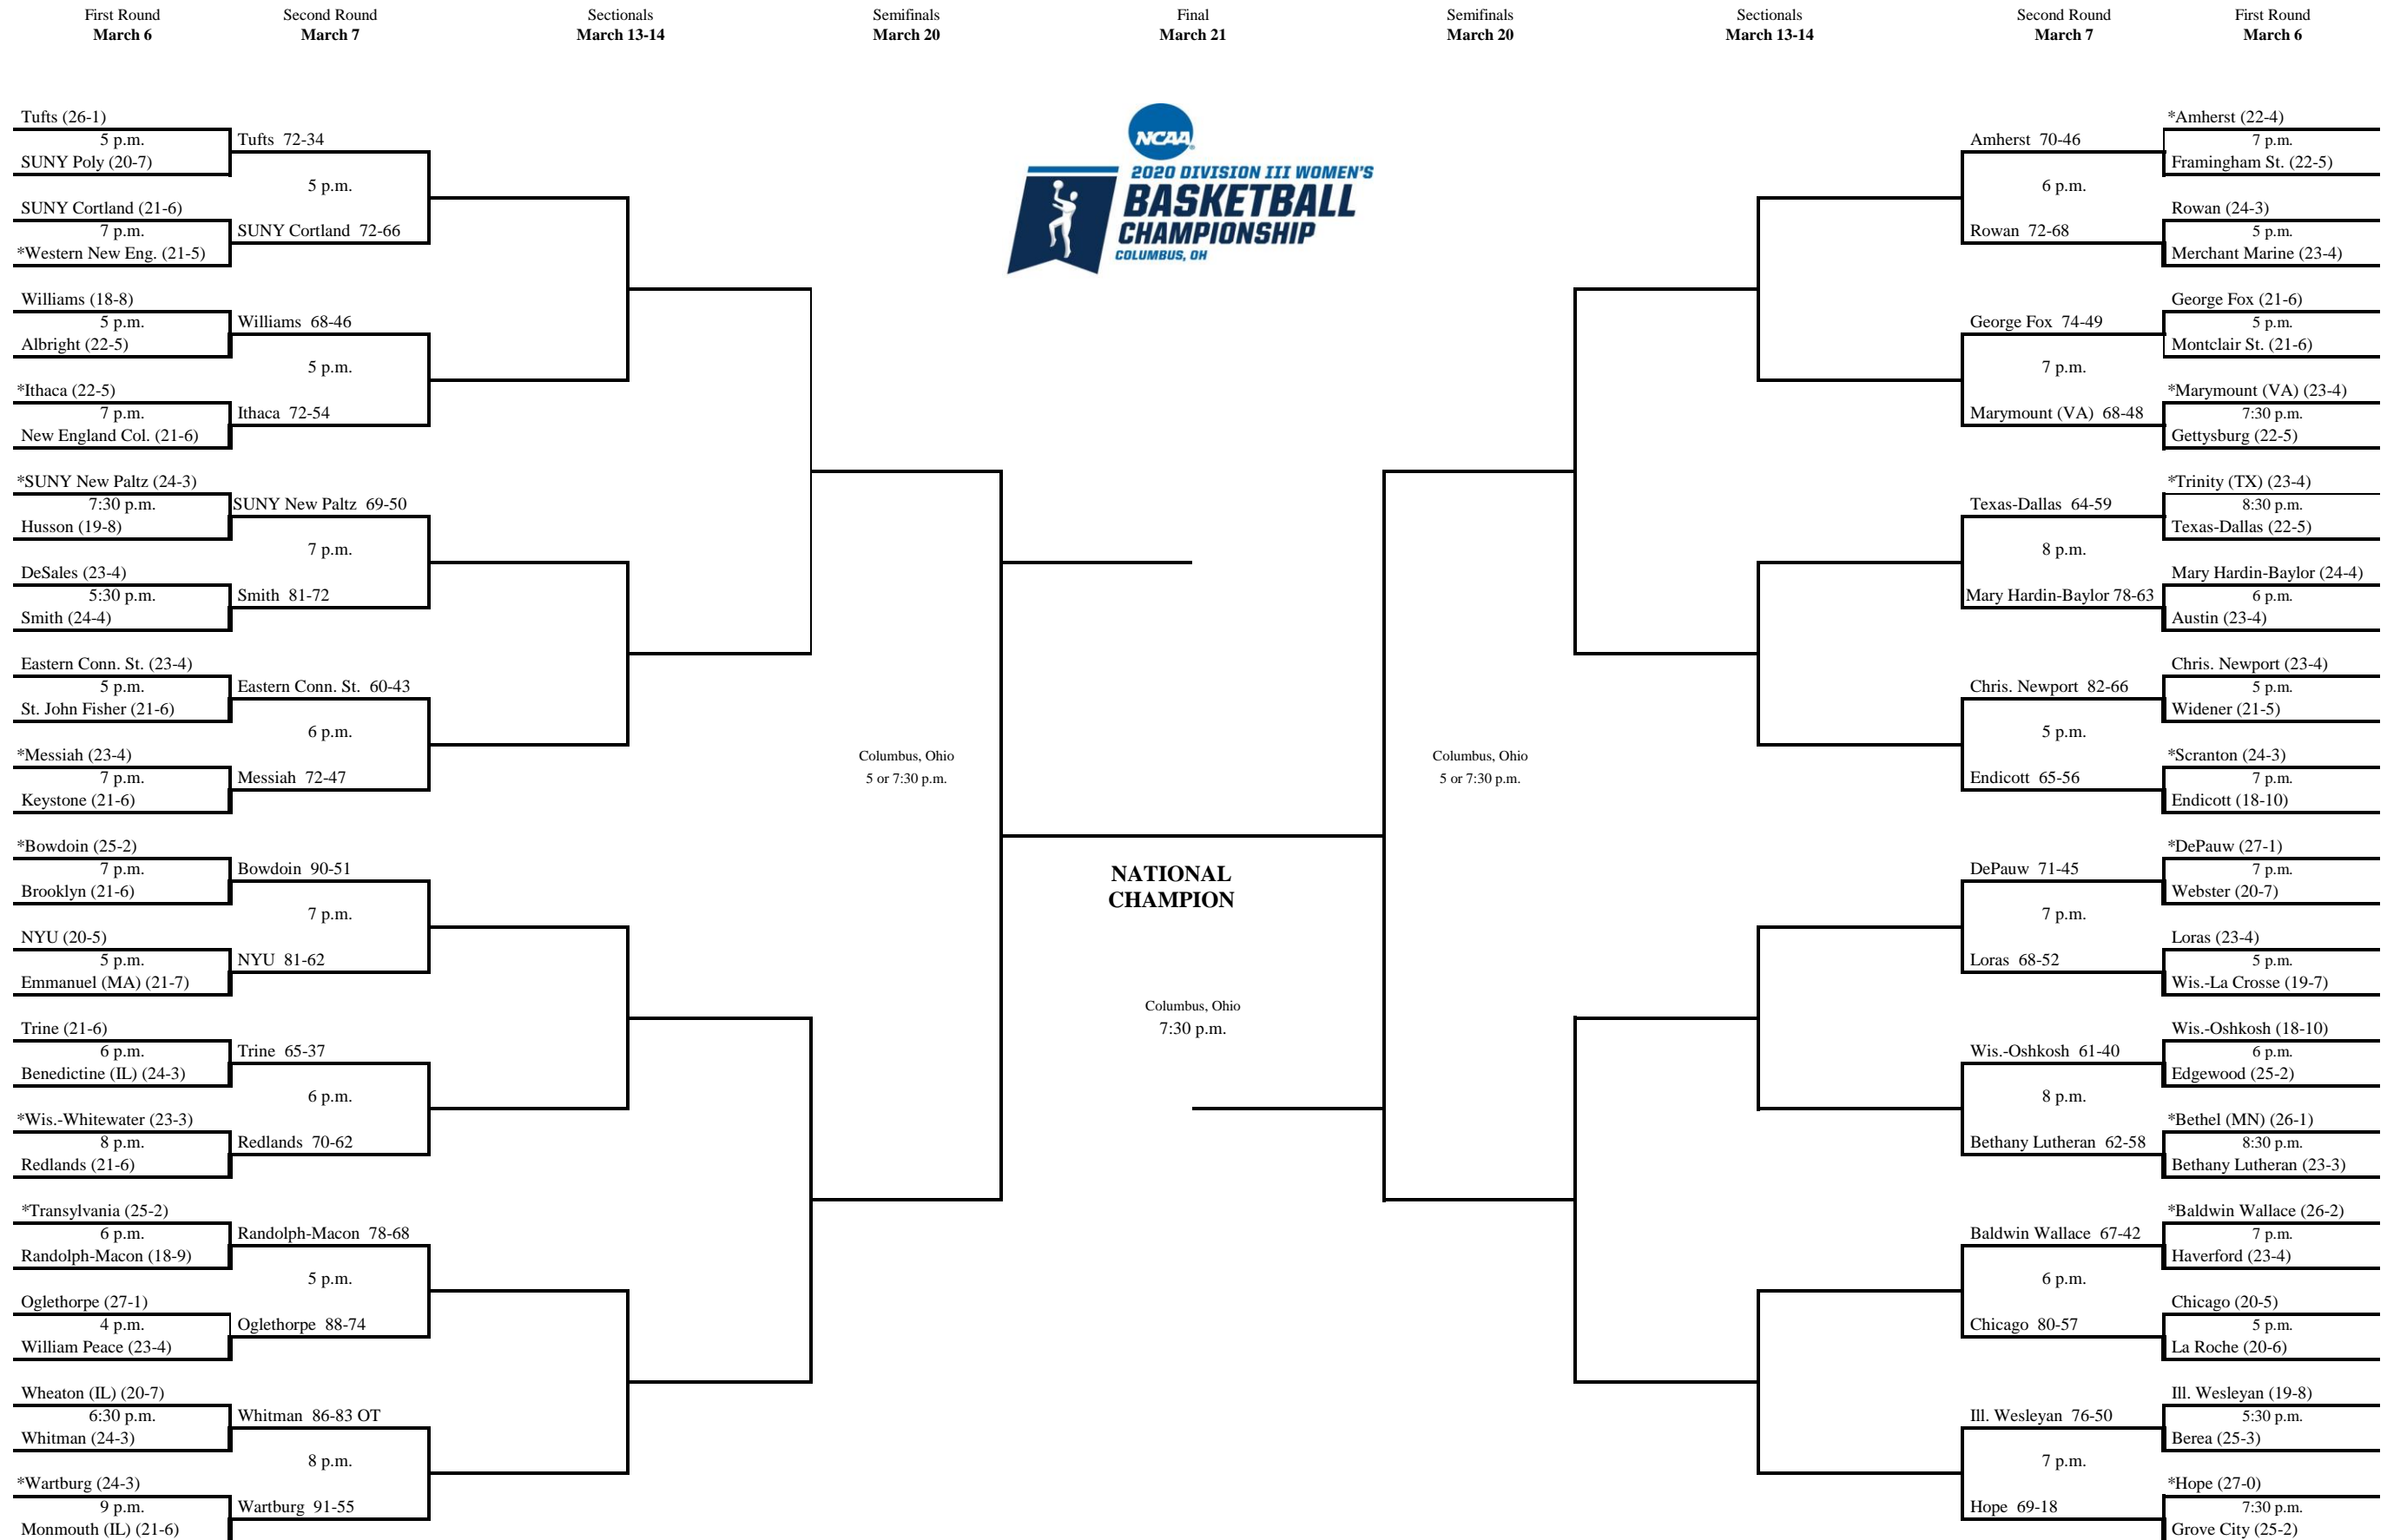 First Round
March 6
Second Round
March 7
Sectionals
March 13-14
Semifinals
March 20
Final
March 21
Semifinals
March 20
Sectionals
March 13-14
Second Round
March 7
First Round
March 6
NCAA
2020 DIVISION III WOMEN'S
BASKETBALL
CHAMPIONSHIP
COLUMBUS, OH
Tufts (26-1)
5 p.m.
SUNY Poly (20-7)
Tufts 72-34
5 p.m.
SUNY Cortland (21-6)
7 p.m.
*Western New Eng. (21-5)
SUNY Cortland 72-66
Williams (18-8)
5 p.m.
Albright (22-5)
Williams 68-46
5 p.m.
*Ithaca (22-5)
7 p.m.
New England Col. (21-6)
Ithaca 72-54
*SUNY New Paltz (24-3)
7:30 p.m.
Husson (19-8)
SUNY New Paltz 69-50
7 p.m.
DeSales (23-4)
5:30 p.m.
Smith (24-4)
Smith 81-72
Eastern Conn. St. (23-4)
5 p.m.
St. John Fisher (21-6)
Eastern Conn. St. 60-43
6 p.m.
*Messiah (23-4)
7 p.m.
Keystone (21-6)
Messiah 72-47
*Bowdoin (25-2)
7 p.m.
Brooklyn (21-6)
Bowdoin 90-51
7 p.m.
NYU (20-5)
5 p.m.
Emmanuel (MA) (21-7)
NYU 81-62
Trine (21-6)
6 p.m.
Benedictine (IL) (24-3)
Trine 65-37
6 p.m.
*Wis.-Whitewater (23-3)
8 p.m.
Redlands (21-6)
Redlands 70-62
*Transylvania (25-2)
6 p.m.
Randolph-Macon (18-9)
Randolph-Macon 78-68
5 p.m.
Oglethorpe (27-1)
4 p.m.
William Peace (23-4)
Oglethorpe 88-74
Wheaton (IL) (20-7)
6:30 p.m.
Whitman (24-3)
Whitman 86-83 OT
8 p.m.
*Wartburg (24-3)
9 p.m.
Monmouth (IL) (21-6)
Wartburg 91-55
Columbus, Ohio
5 or 7:30 p.m.
NATIONAL
CHAMPION
Columbus, Ohio
7:30 p.m.
Columbus, Ohio
5 or 7:30 p.m.
Amherst 70-46
6 p.m.
Rowan 72-68
*Amherst (22-4)
7 p.m.
Framingham St. (22-5)
Rowan (24-3)
5 p.m.
Merchant Marine (23-4)
George Fox 74-49
7 p.m.
Marymount (VA) 68-48
George Fox (21-6)
5 p.m.
Montclair St. (21-6)
*Marymount (VA) (23-4)
7:30 p.m.
Gettysburg (22-5)
Texas-Dallas 64-59
8 p.m.
Mary Hardin-Baylor 78-63
*Trinity (TX) (23-4)
8:30 p.m.
Texas-Dallas (22-5)
Mary Hardin-Baylor (24-4)
6 p.m.
Austin (23-4)
Chris. Newport 82-66
5 p.m.
Endicott 65-56
Chris. Newport (23-4)
5 p.m.
Widener (21-5)
*Scranton (24-3)
7 p.m.
Endicott (18-10)
DePauw 71-45
7 p.m.
Loras 68-52
*DePauw (27-1)
7 p.m.
Webster (20-7)
Loras (23-4)
5 p.m.
Wis.-La Crosse (19-7)
Wis.-Oshkosh 61-40
8 p.m.
Bethany Lutheran 62-58
Wis.-Oshkosh (18-10)
6 p.m.
Edgewood (25-2)
*Bethel (MN) (26-1)
8:30 p.m.
Bethany Lutheran (23-3)
Baldwin Wallace 67-42
6 p.m.
Chicago 80-57
*Baldwin Wallace (26-2)
7 p.m.
Haverford (23-4)
Chicago (20-5)
5 p.m.
La Roche (20-6)
Ill. Wesleyan 76-50
7 p.m.
Hope 69-18
Ill. Wesleyan (19-8)
5:30 p.m.
Berea (25-3)
*Hope (27-0)
7:30 p.m.
Grove City (25-2)